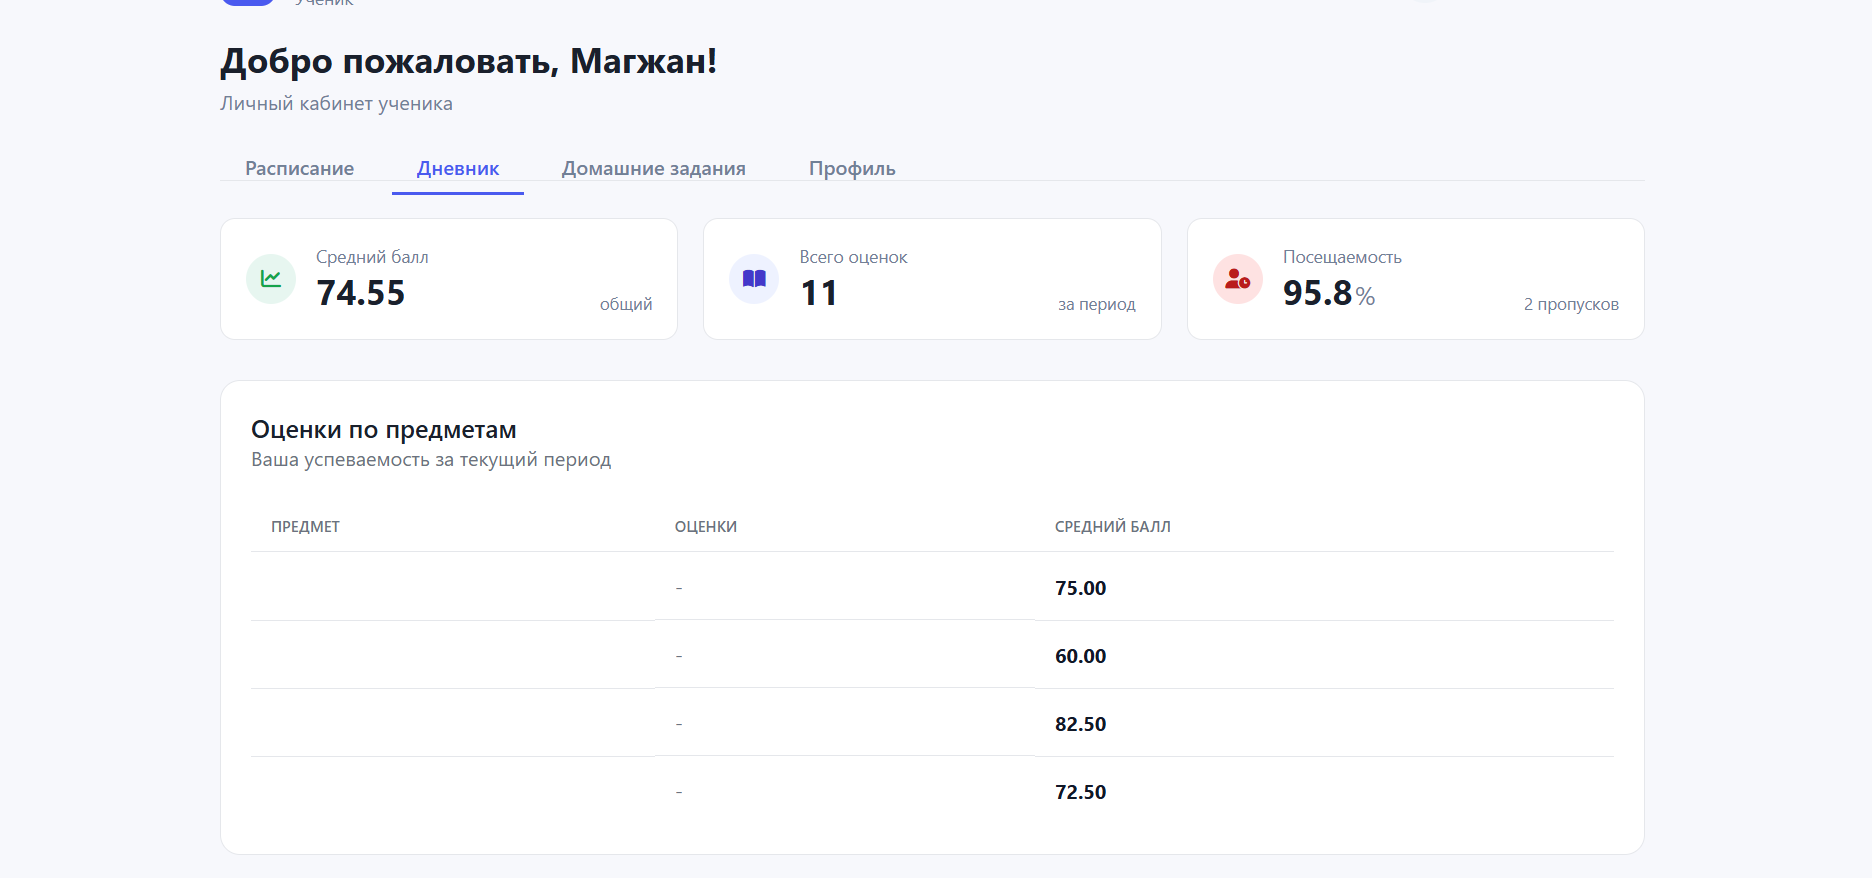 Ученик
Добро пожаловать, Магжан!
Личный кабинет ученика
Расписание Дневник Домашние задания Профиль
Средний балл
74.55
общий
Всего оценок
11
за период
Посещаемость
95.8%
2 пропусков
Оценки по предметам
Ваша успеваемость за текущий период
ПРЕДМЕТ ОЦЕНКИ СРЕДНИЙ БАЛЛ
- 75.00
- 60.00
- 82.50
- 72.50